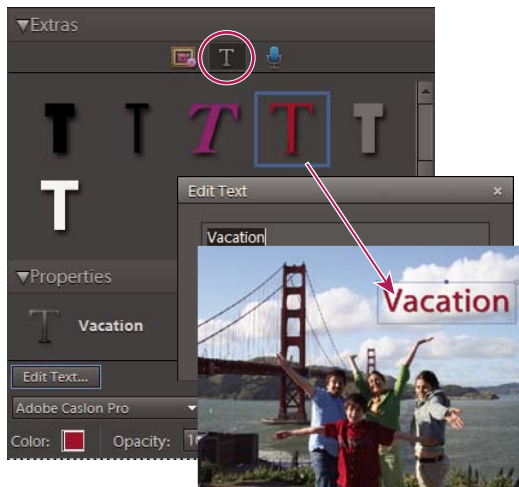 Extras
T
T T T T T
T
Edit Text ×
Vacation
Properties
T Vacation
Vacation
Edit Text...
Adobe Caslon Pro
Color: Opacity: